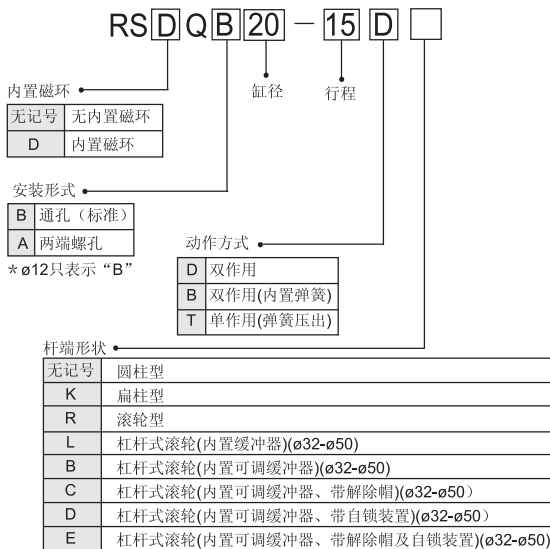 RSDQB20－15D
缸径
行程
内置磁环
无记号 无内置磁环
D 内置磁环
安装形式
B 通孔（标准）
A 两端螺孔
＊ø12只表示“B”
动作方式
D 双作用
B 双作用(内置弹簧)
T 单作用(弹簧压出)
杆端形状
无记号 圆柱型
K 扁柱型
R 滚轮型
L 杠杆式滚轮(内置缓冲器)(ø32-ø50)
B 杠杆式滚轮(内置可调缓冲器)(ø32-ø50)
C 杠杆式滚轮(内置可调缓冲器、带解除帽)(ø32-ø50）
D 杠杆式滚轮(内置可调缓冲器、带自锁装置)(ø32-ø50）
E 杠杆式滚轮(内置可调缓冲器、带解除帽及自锁装置)(ø32-ø50)